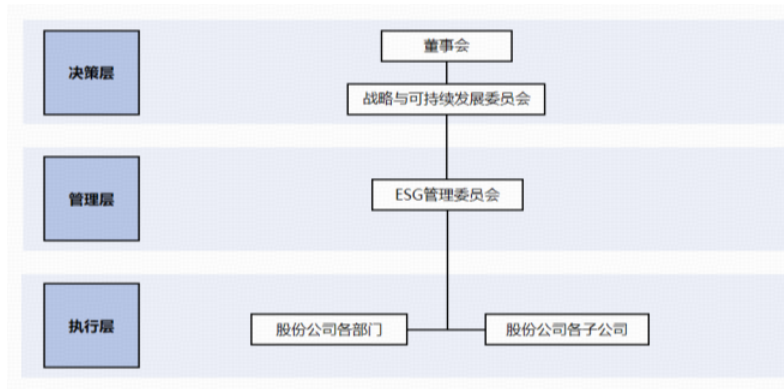 决策层
董事会
战略与可持续发展委员会
管理层
ESG管理委员会
执行层
股份公司各部门
股份公司各子公司